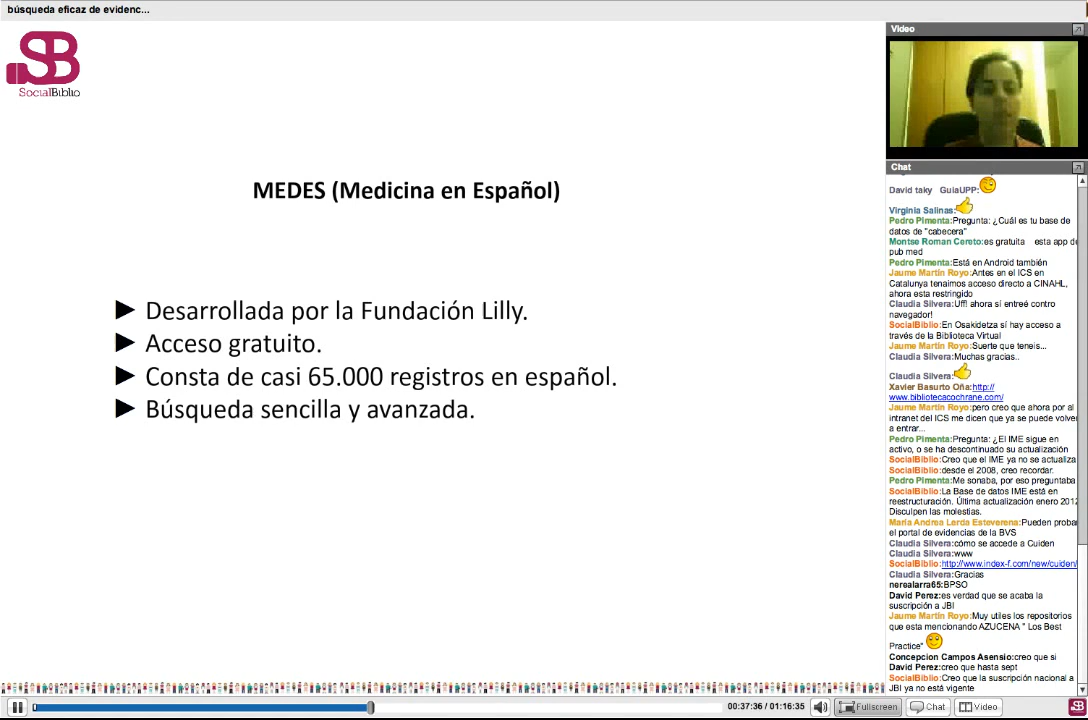 búsqueda eficaz de evidenc...
SB
SocialBiblio
MEDES (Medicina en Español)
► Desarrollada por la Fundación Lilly.
► Acceso gratuito.
► Consta de casi 65.000 registros en español.
► Búsqueda sencilla y avanzada.
Video
Chat
David taky GuiaUPP:
Virginia Salinas:
Pedro Pimenta:Pregunta: ¿Cuál es tu base de
datos de "cabecera"
Montse Roman Cereto:es gratuita esta app de
pub med
Pedro Pimenta:Está en Android también
Jaume Martín Royo:Antes en el ICS en
Catalunya tenaimos acceso directo a CINAHL,
ahora esta restringido
Claudia Silvera:Uff! ahora sí entreé contro
navegador!
SocialBiblio:En Osakidetza sí hay acceso a
través de la Biblioteca Virtual
Jaume Martín Royo:Suerte que teneis...
Claudia Silvera:Muchas gracias..
Claudia Silvera:
Xavier Basurto Oña:http://
www.bibliotecacochrane.com/
Jaume Martín Royo:pero creo que ahora por al
intranet del ICS me dicen que ya se puede volver
a entrar...
Pedro Pimenta:Pregunta: ¿El IME sigue en
activo, o se ha descontinuado su actualización
SocialBiblio:Creo que el IME ya no se actualiza
SocialBiblio:desde el 2008, creo recordar.
Pedro Pimenta:Me sonaba, por eso preguntaba
SocialBiblio:La Base de datos IME está en
reestructuración. Última actualización enero 2012
Disculpen las molestias.
Maria Andrea Lerda Esteverena:Pueden proba
el portal de evidencias de la BVS
Claudia Silvera:cómo se accede a Cuiden
Claudia Silvera:www
SocialBiblio:http://www.index-f.com/new/cuiden/
Claudia Silvera:Gracias
nerealarra65:BPSO
David Perez:es verdad que se acaba la
suscripción a JBI
Jaume Martín Royo:Muy utiles los repositorios
que esta mencionando AZUCENA " Los Best
Practice"
Concepcion Campos Asensio:creo que si
David Perez:creo que hasta sept
SocialBiblio:Creo que la suscripción nacional a
JBI ya no está vigente
00:37:36 / 01:16:35
Fullscreen
Chat
Video
SB